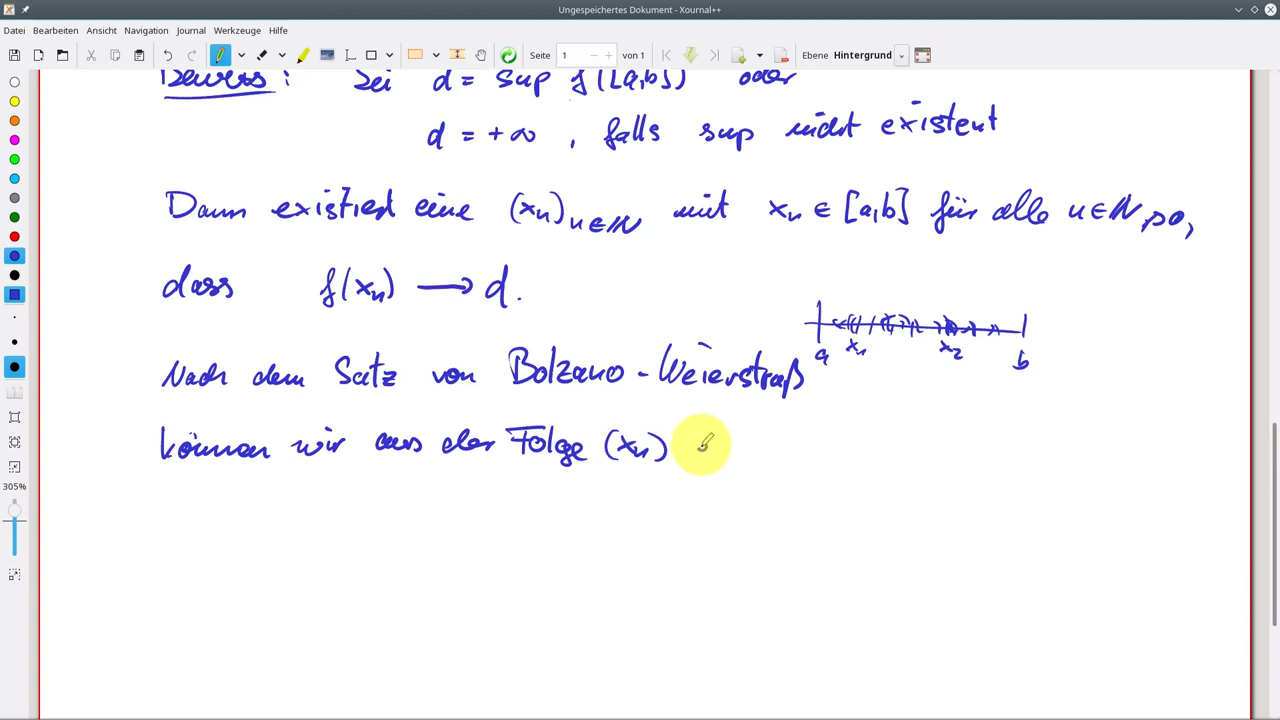 Ungespeichertes Dokument - Xournal++
Datei Bearbeiten Ansicht Navigation Journal Werkzeuge Hilfe
Seite 1 von 1 Ebene Hintergrund
Beweis: Sei d = sup f([a,b]) oder
d = +∞, falls sup nicht existent
Dann existiert eine (xₙ)ₙ∈ℕ mit xₙ ∈ [a,b] für alle n∈ℕ>0,
dass f(xₙ) → d.
a x₁ x₂ b
Nach dem Satz von Bolzano-Weierstraß
können wir aus der Folge (xₙ)
305%